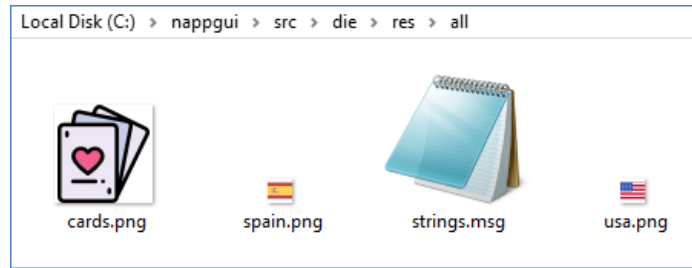 Local Disk (C:) > nappgui > src > die > res > all
cards.png spain.png strings.msg usa.png